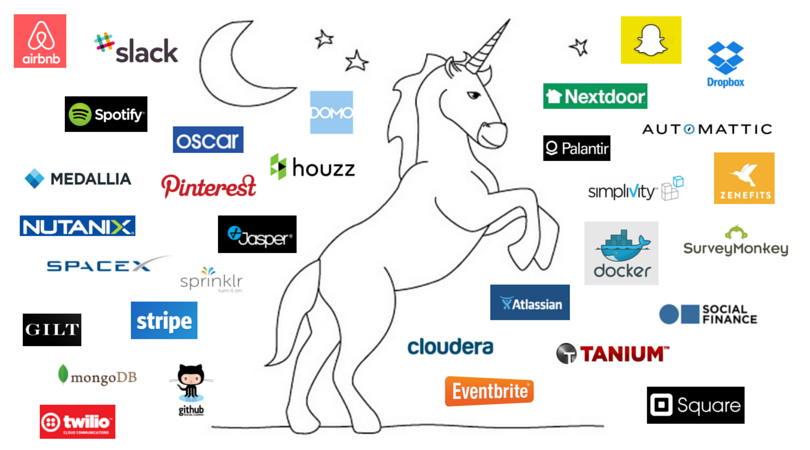 airbnb
slack
Dropbox
Nextdoor
Spotify
DOMO
AUTOMATTIC
oscar
Palantir
houzz
MEDALLIA
Pinterest
simplivity
ZENEFITS
NUTANIX
Jasper
SurveyMonkey
docker
SPACEX
sprinklr
Atlassian
SOCIAL
FINANCE
GILT
stripe
cloudera
TANIUM™
mongoDB
Eventbrite
github
Square
twilio
CLOUD COMMUNICATIONS